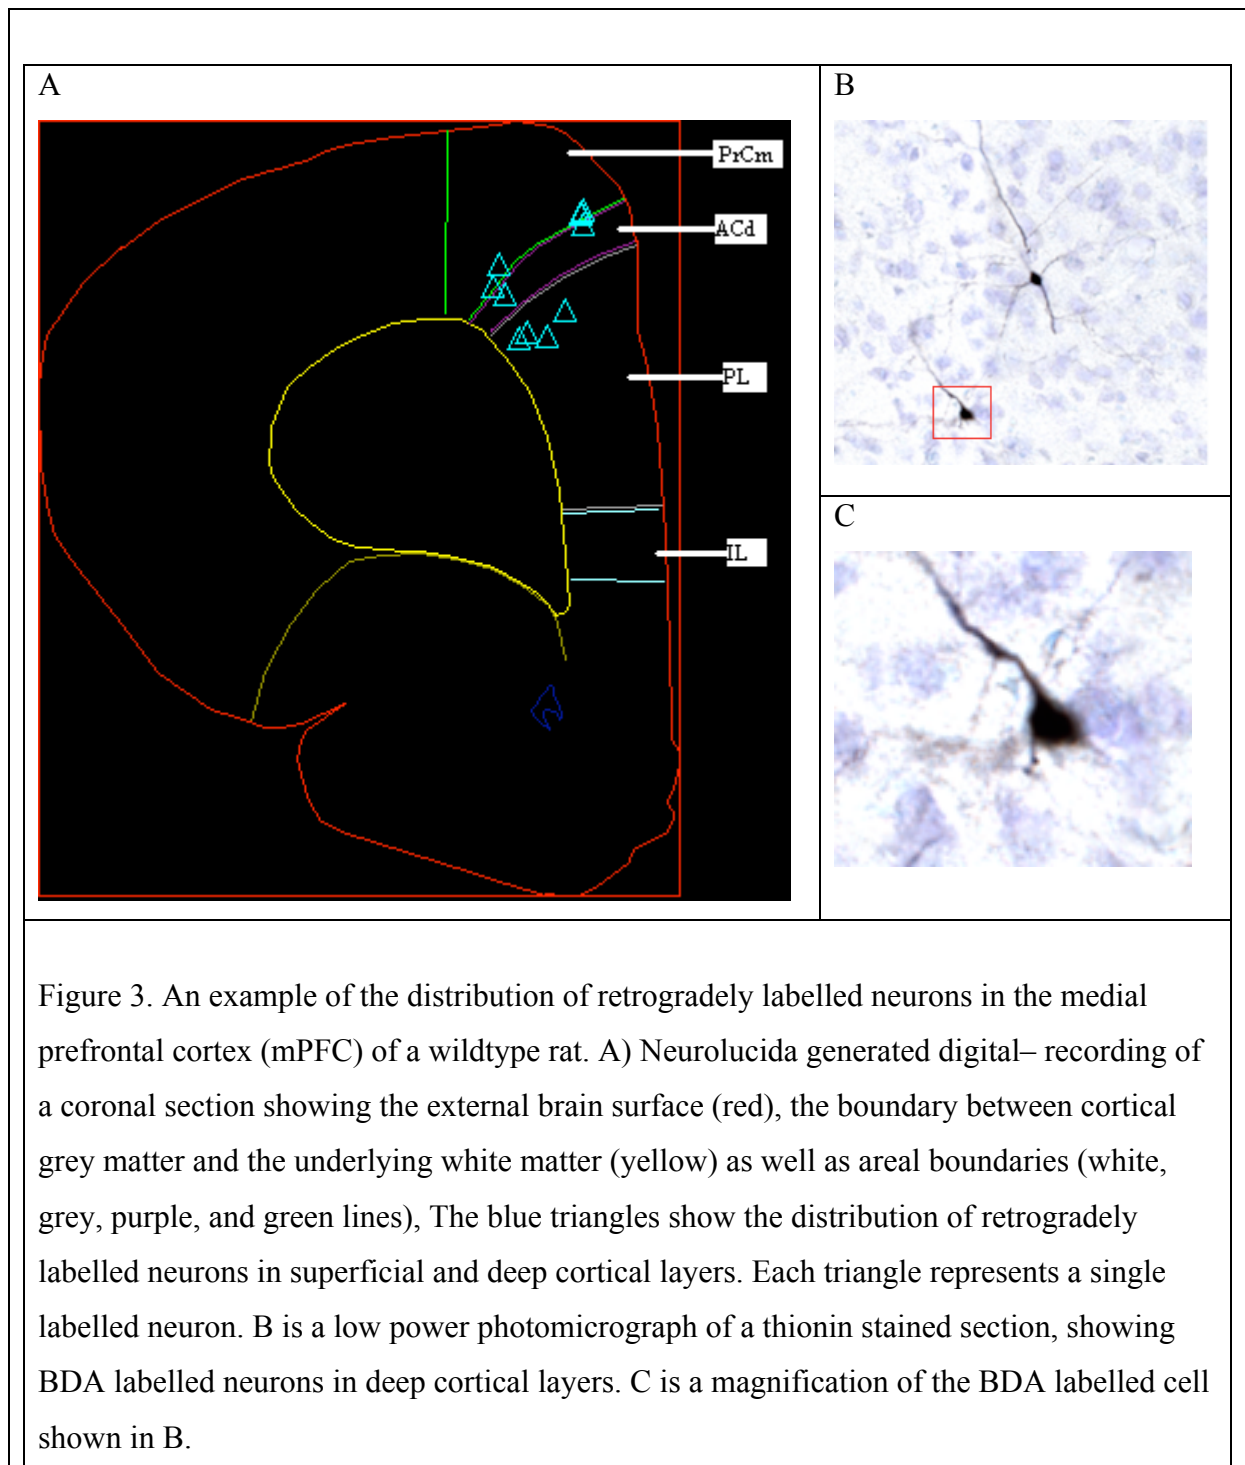 A
B
PrCm
ACd
PL
IL
C
Figure 3. An example of the distribution of retrogradely labelled neurons in the medial
prefrontal cortex (mPFC) of a wildtype rat. A) Neurolucida generated digital– recording of
a coronal section showing the external brain surface (red), the boundary between cortical
grey matter and the underlying white matter (yellow) as well as areal boundaries (white,
grey, purple, and green lines), The blue triangles show the distribution of retrogradely
labelled neurons in superficial and deep cortical layers. Each triangle represents a single
labelled neuron. B is a low power photomicrograph of a thionin stained section, showing
BDA labelled neurons in deep cortical layers. C is a magnification of the BDA labelled cell
shown in B.